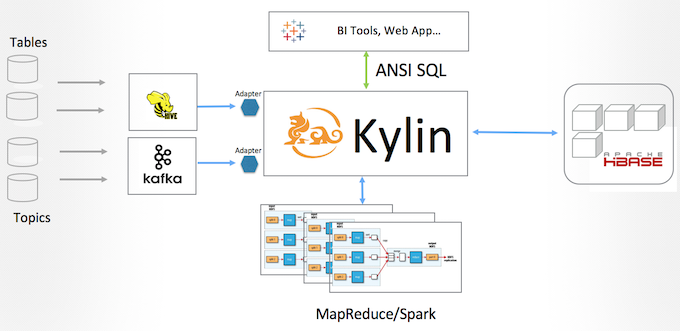 Tables
BI Tools, Web App...
ANSI SQL
Adapter
HIVE
Kylin
APACHE
HBASE
Adapter
kafka
Topics
MapReduce/Spark